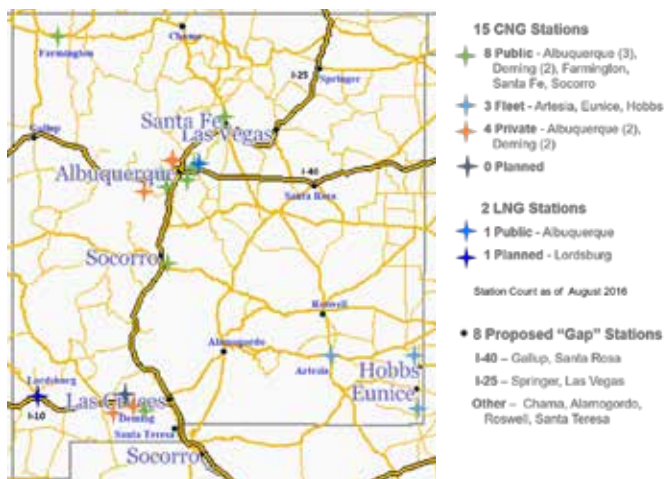 Chama
Farmington
I-25
Springer
Santa Fe
Las Vegas
Gallup
Albuquerque
I-40
Santa Rosa
Socorro
Roswell
Alamogordo
Artesia
Hobbs
Eunice
Lordsburg
I-10
Las Cruces
Deming
Santa Teresa
Socorro
15 CNG Stations
8 Public - Albuquerque (3),
Deming (2), Farmington,
Santa Fe, Socorro
3 Fleet - Artesia, Eunice, Hobbs
4 Private - Albuquerque (2),
Deming (2)
0 Planned
2 LNG Stations
1 Public - Albuquerque
1 Planned - Lordsburg
Station Count as of August 2016
• 8 Proposed "Gap" Stations
I-40 – Gallup, Santa Rosa
I-25 – Springer, Las Vegas
Other – Chama, Alamogordo,
Roswell, Santa Teresa